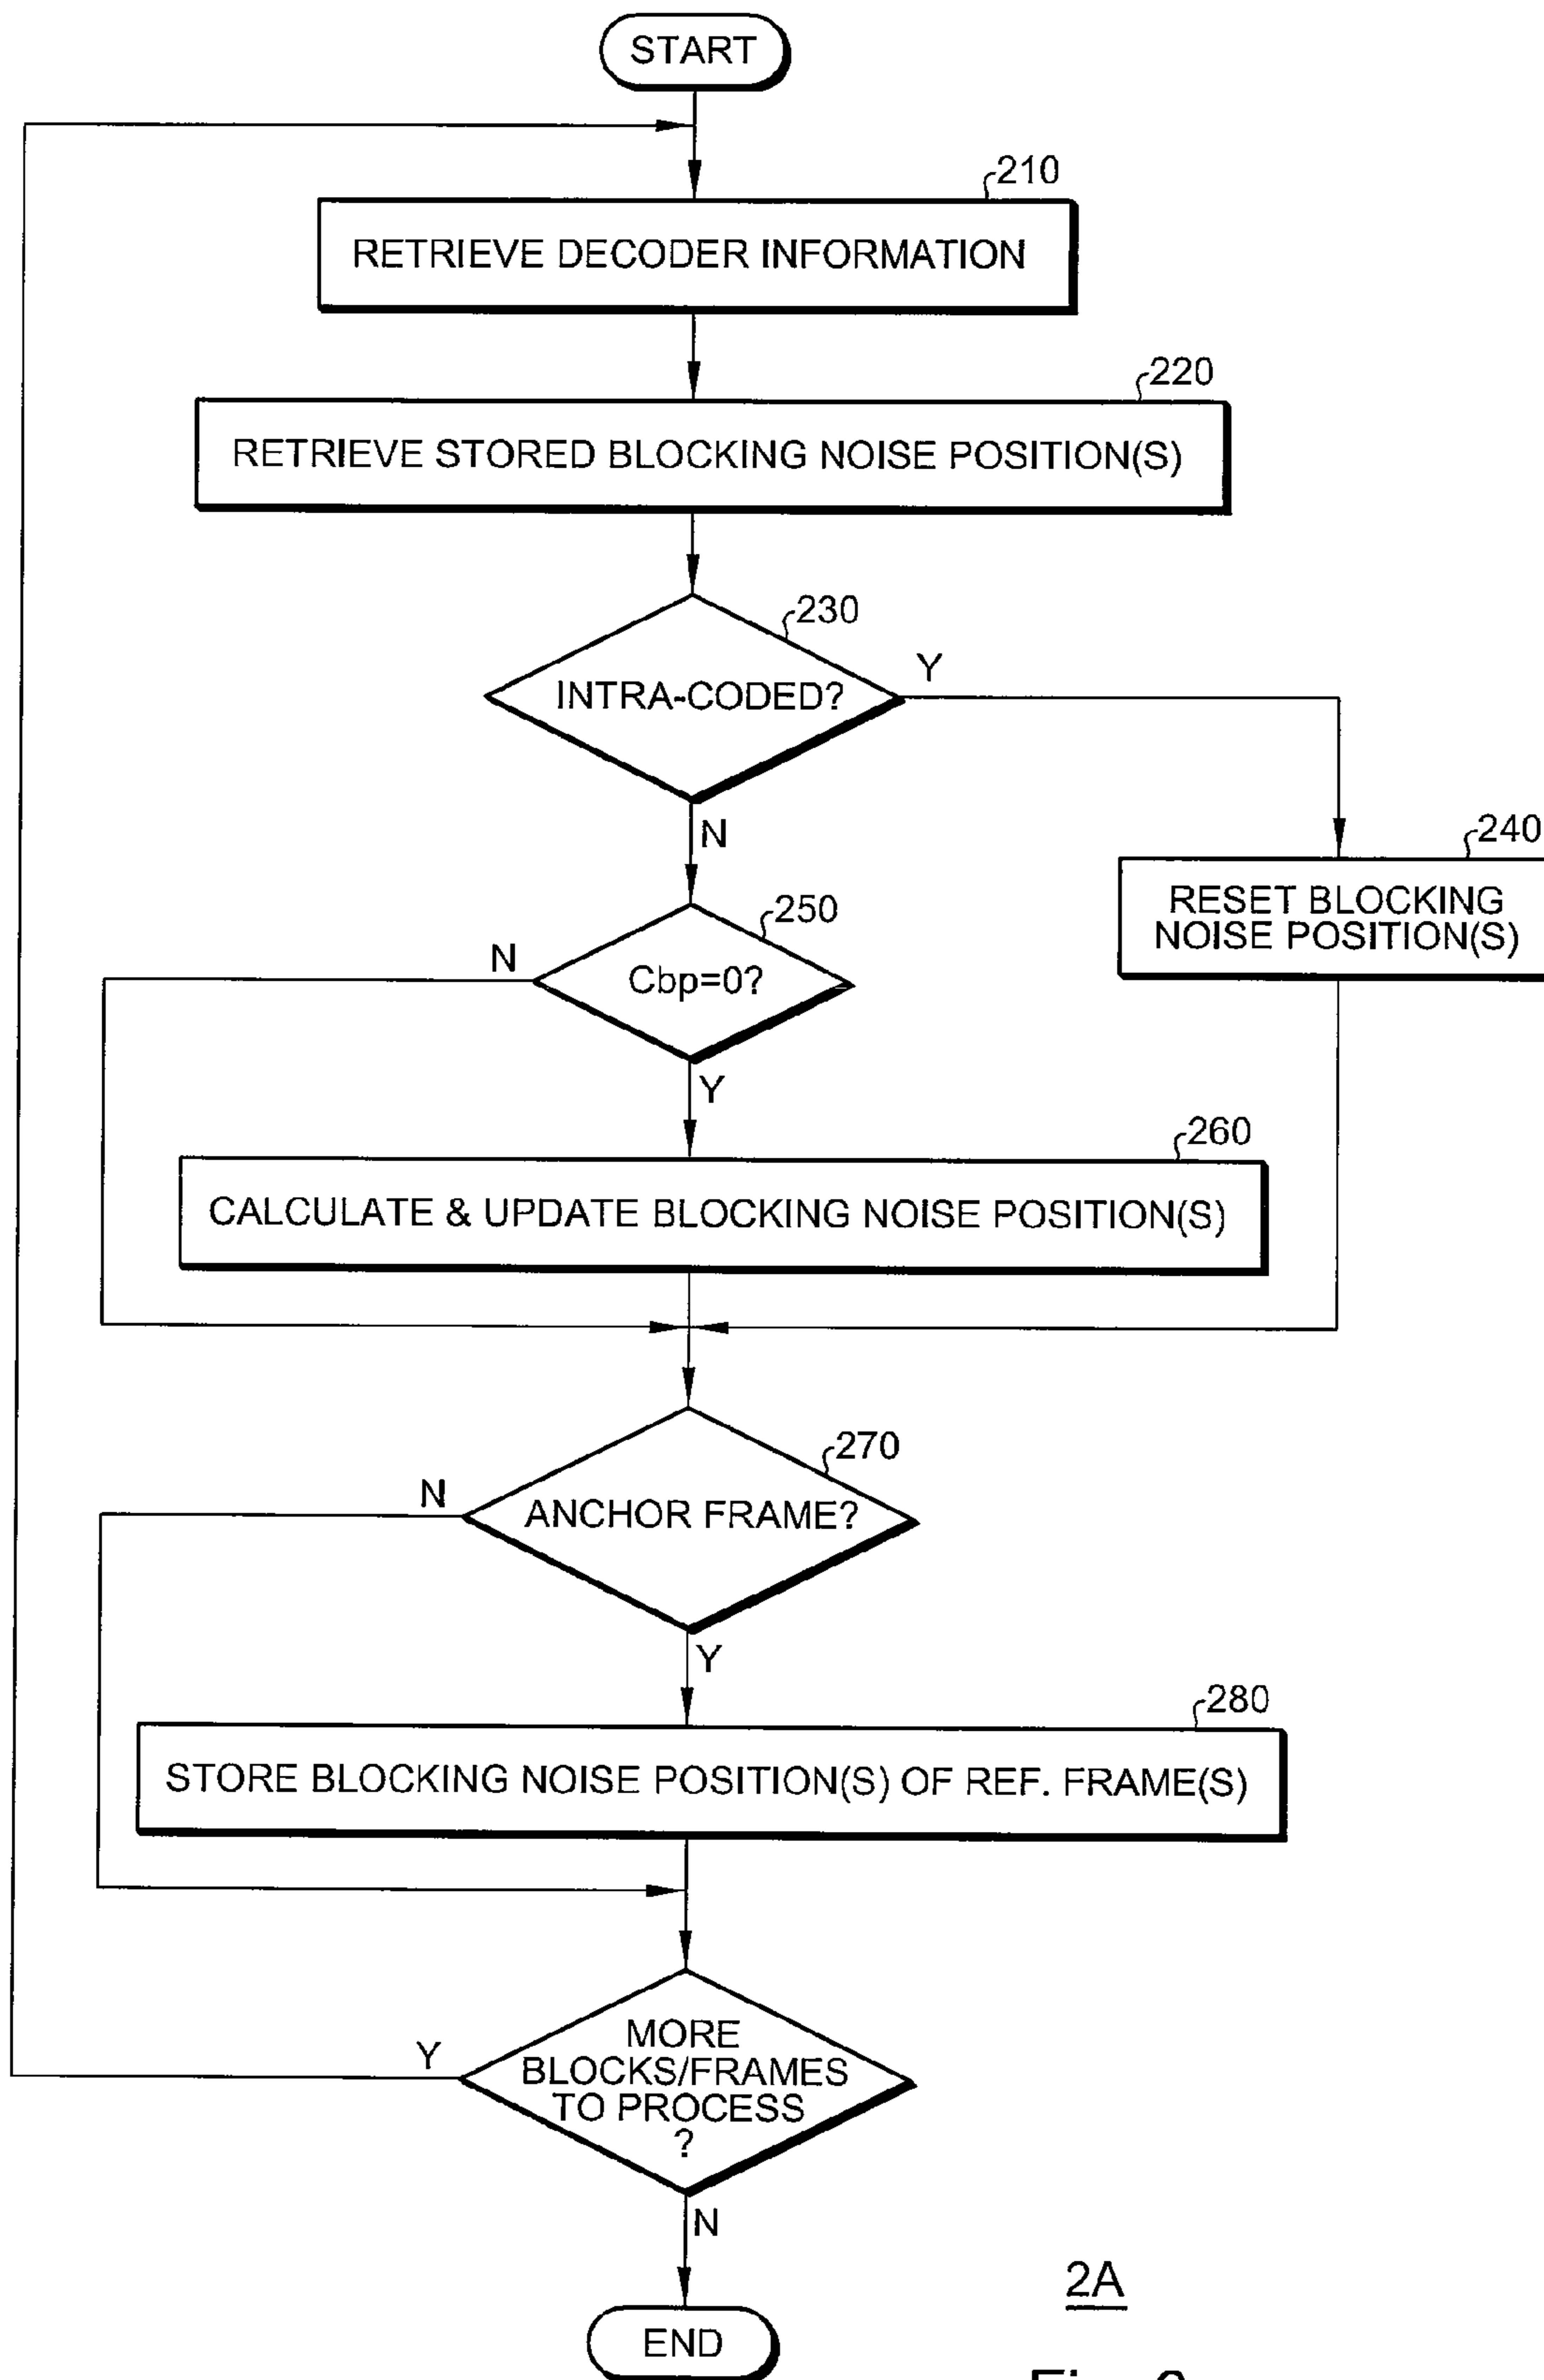 START
210
RETRIEVE DECODER INFORMATION
220
RETRIEVE STORED BLOCKING NOISE POSITION(S)
230
INTRA-CODED?
Y
N
240
RESET BLOCKING
NOISE POSITION(S)
250
N
Cbp=0?
Y
260
CALCULATE & UPDATE BLOCKING NOISE POSITION(S)
270
N
ANCHOR FRAME?
Y
280
STORE BLOCKING NOISE POSITION(S) OF REF. FRAME(S)
MORE
BLOCKS/FRAMES
TO PROCESS
?
Y
N
END
2A